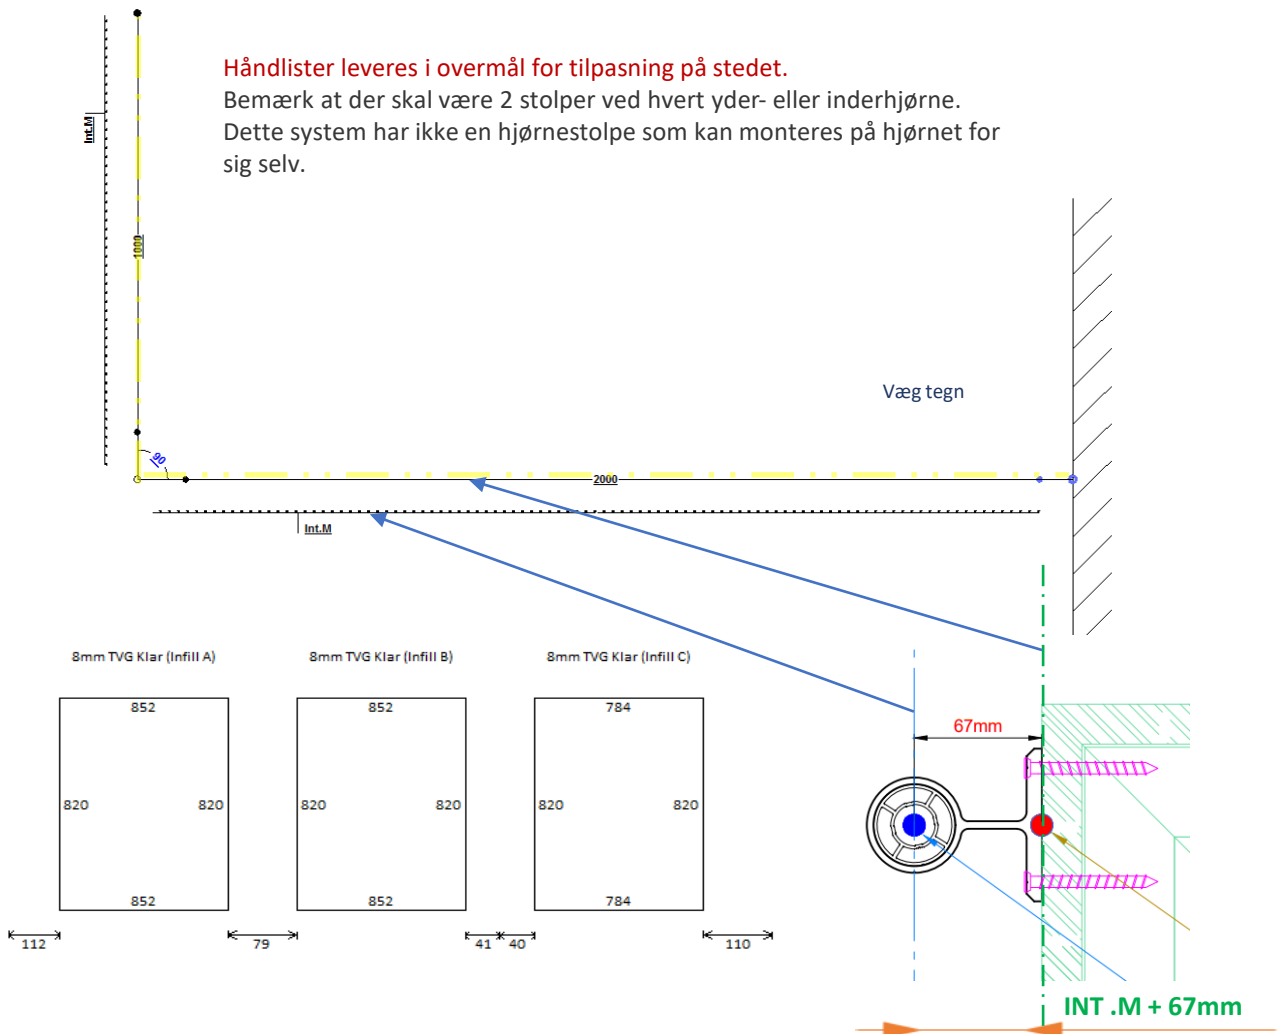 Håndlister leveres i overmål for tilpasning på stedet.
Bemærk at der skal være 2 stolper ved hvert yder- eller inderhjørne.
Dette system har ikke en hjørnestolpe som kan monteres på hjørnet for
sig selv.
Int.M
1000
Væg tegn
90
2000
Int.M
8mm TVG Klar (Infill A)
8mm TVG Klar (Infill B)
8mm TVG Klar (Infill C)
852
852
784
67mm
820
820
820
820
820
820
852
852
784
112
79
41
40
110
INT .M + 67mm